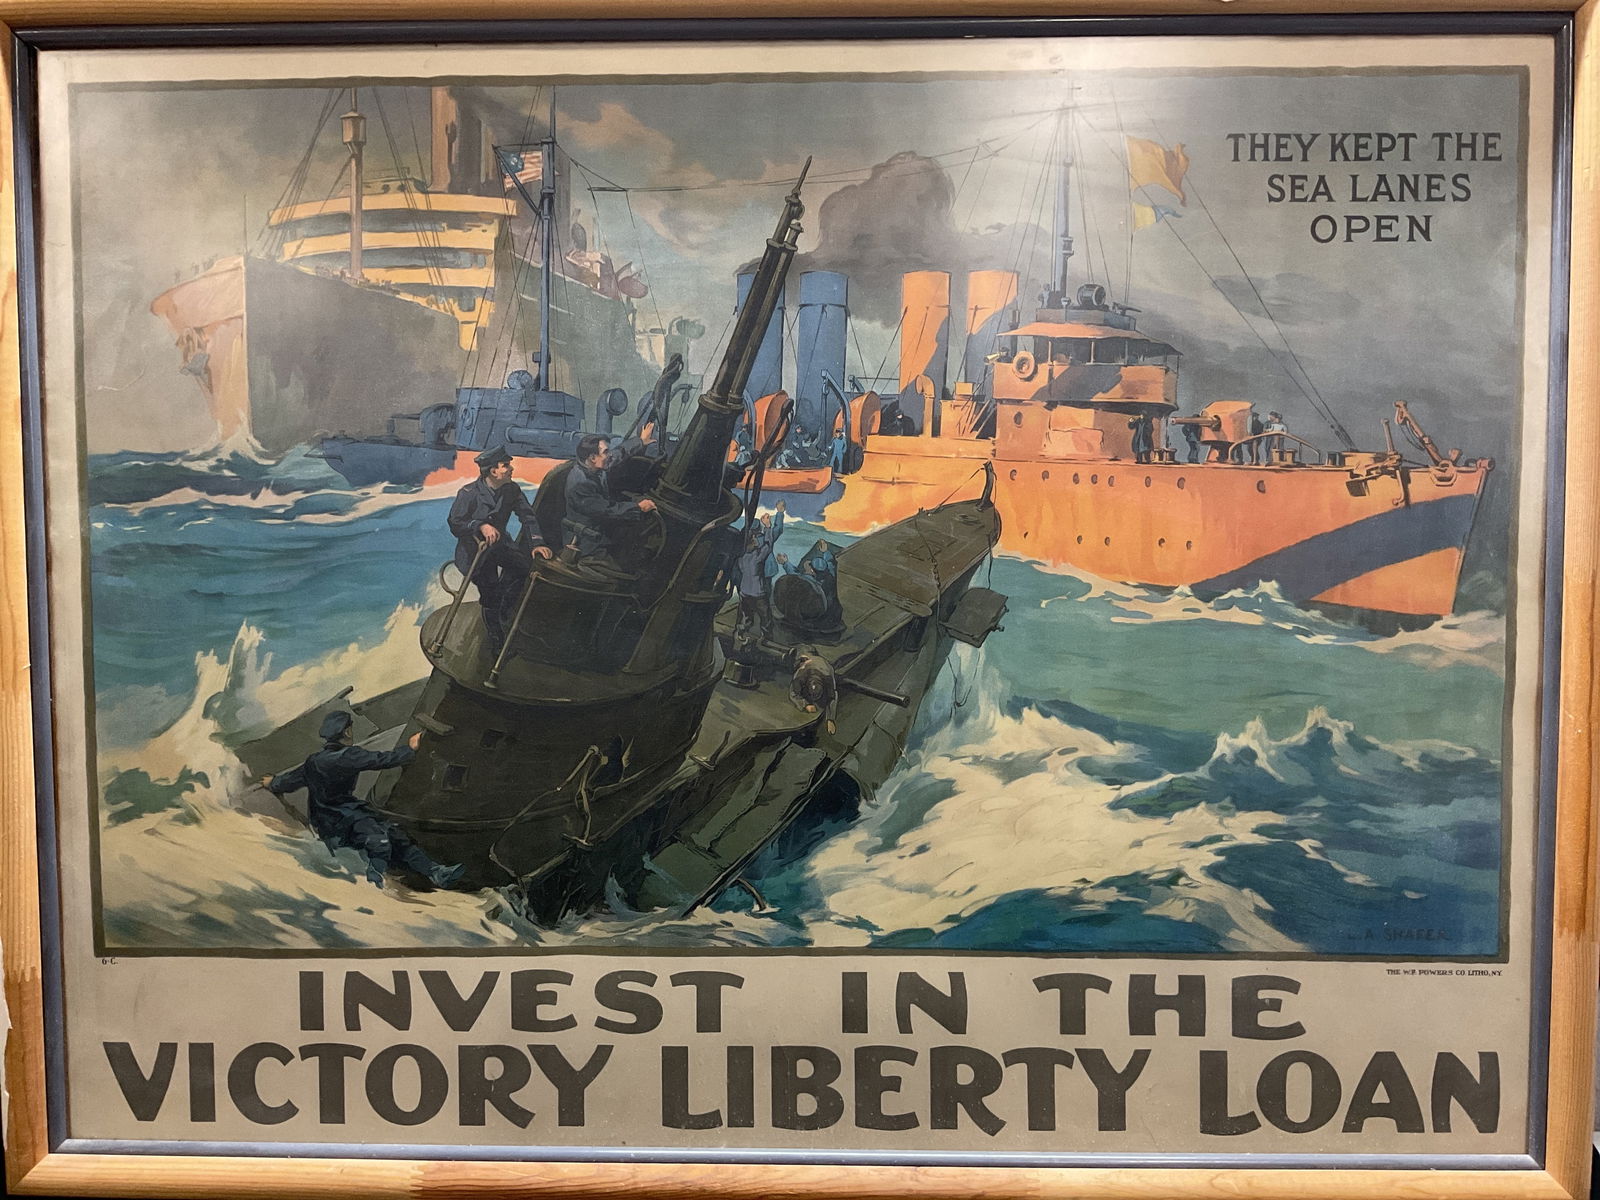 THEY KEPT THE
SEA LANES
OPEN
L.A. SHAFER
6-C.
THE W.F. POWERS CO. LITHO, N.Y.
INVEST IN THE
VICTORY LIBERTY LOAN